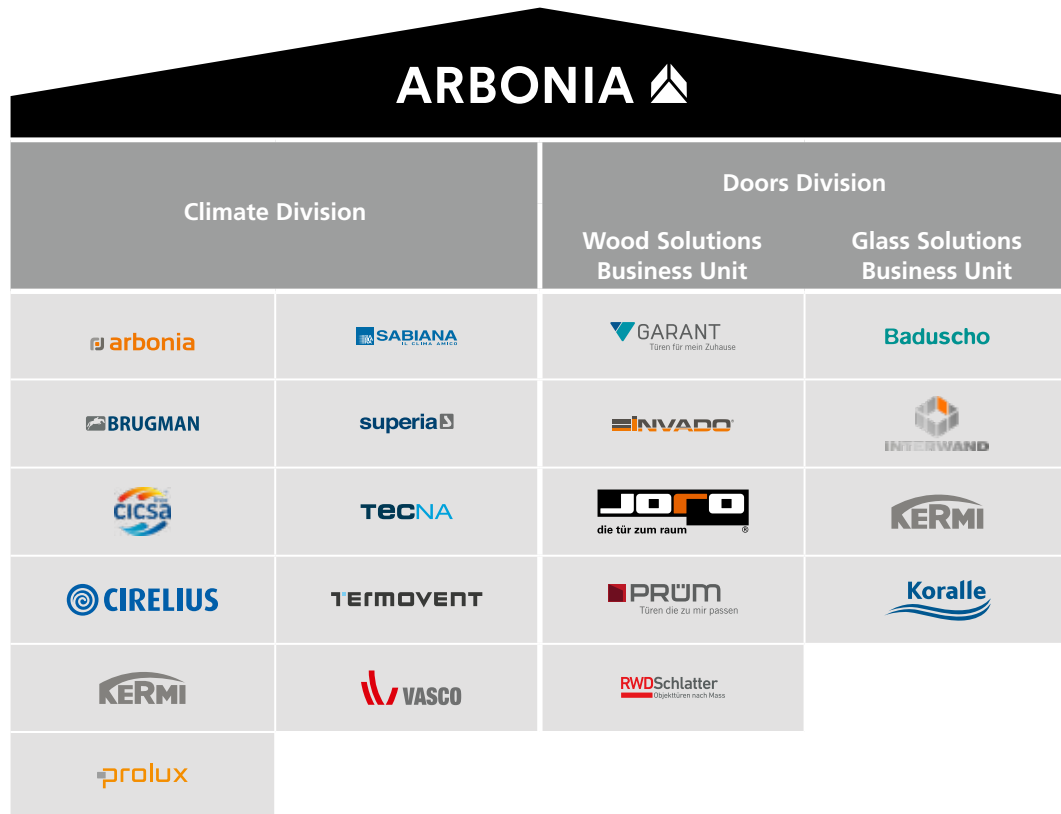 ARBONIA
Climate Division
Doors Division
Wood Solutions
Business Unit
Glass Solutions
Business Unit
arbonia
SABIANA
IL CLIMA AMICO
GARANT
Türen für mein Zuhause
Baduscho
BRUGMAN
superia
INVADO®
INTERWAND
CICSA
TECNA
JORO
die tür zum raum ®
KERMI
CIRELIUS
TERMOVENT
PRÜM
Türen die zu mir passen
Koralle
KERMI
VASCO
RWDSchlatter
Objekttüren nach Mass
prolux